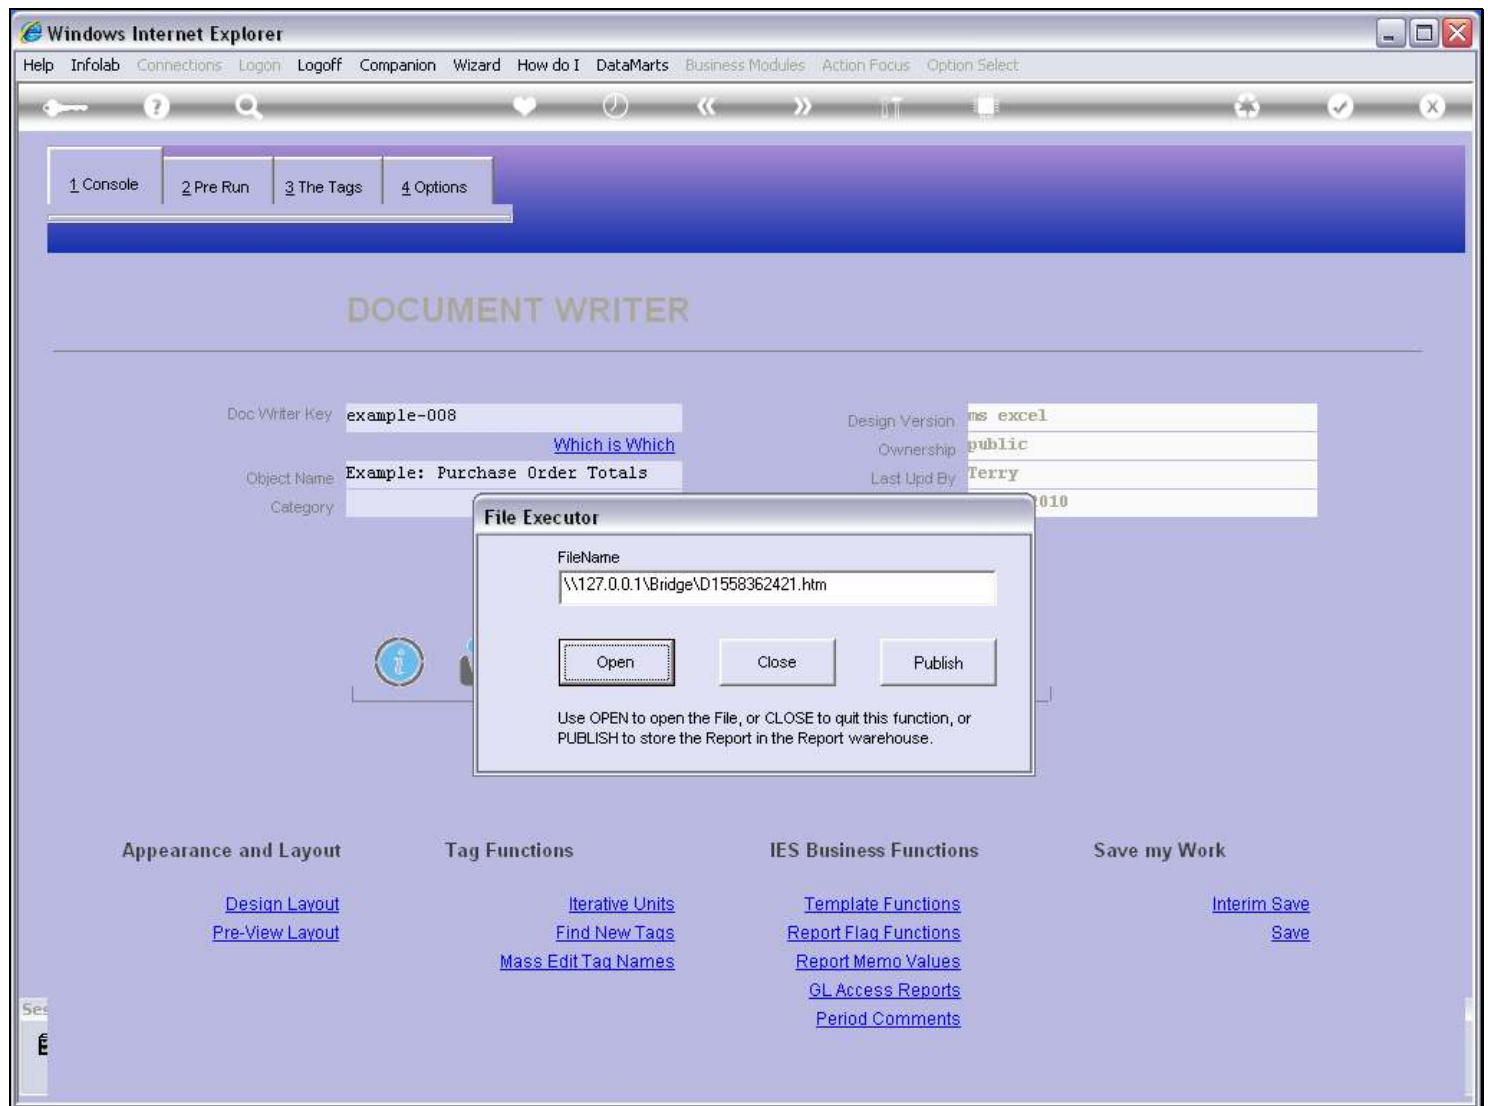 Windows Internet Explorer
Help Infolab Connections Logon Logoff Companion Wizard How do I DataMarts Business Modules Action Focus Option Select
1 Console 2 Pre Run 3 The Tags 4 Options
DOCUMENT WRITER
Doc Writer Key example-008
Design Version ms excel
Which is Which
Ownership public
Object Name Example: Purchase Order Totals
Last Upd By Terry
Category
File Executor
FileName
\\127.0.0.1\Bridge\D1558362421.htm
Open Close Publish
Use OPEN to open the File, or CLOSE to quit this function, or
PUBLISH to store the Report in the Report warehouse.
Appearance and Layout Tag Functions IES Business Functions Save my Work
Design Layout Iterative Units Template Functions Interim Save
Pre-View Layout Find New Tags Report Flag Functions Save
Mass Edit Tag Names Report Memo Values
GL Access Reports
Period Comments